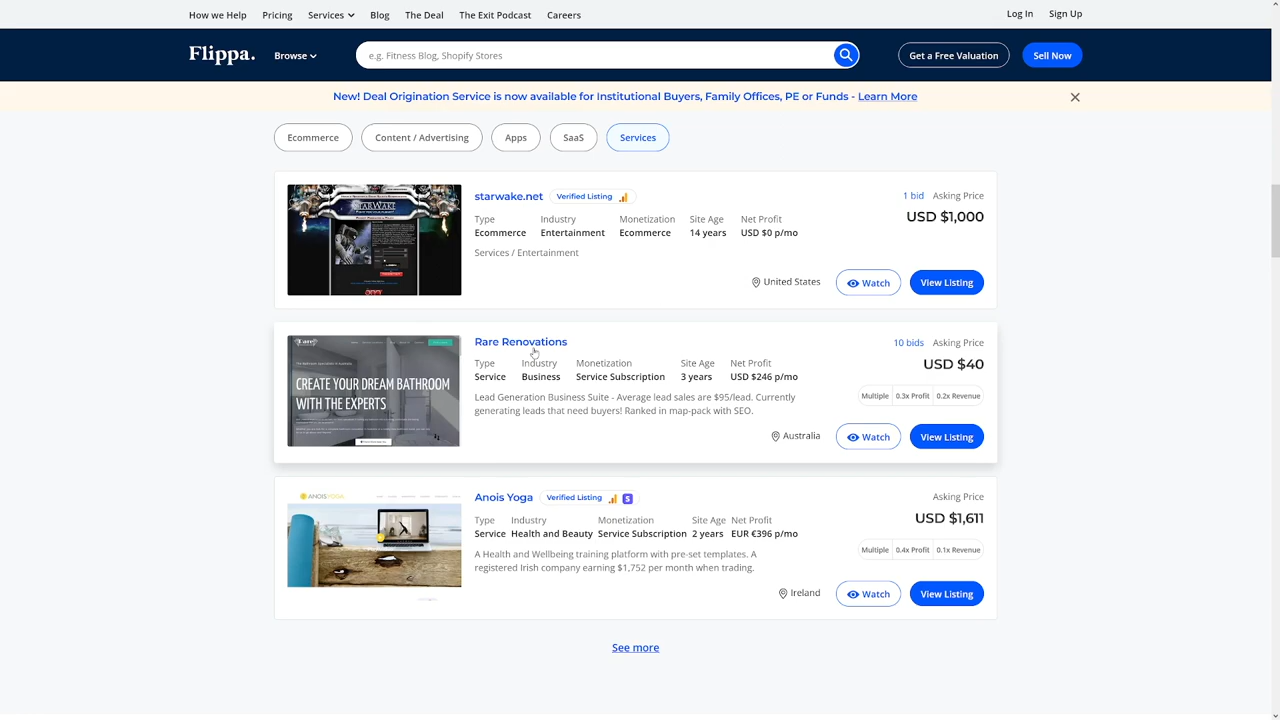 How we Help Pricing Services Blog The Deal The Exit Podcast Careers Log In Sign Up
Flippa. Browse e.g. Fitness Blog, Shopify Stores Get a Free Valuation Sell Now
New! Deal Origination Service is now available for Institutional Buyers, Family Offices, PE or Funds - Learn More
Ecommerce Content / Advertising Apps SaaS Services
STARWAKE
starwake.net Verified Listing 1 bid Asking Price
USD $1,000
Type Industry Monetization Site Age Net Profit
Ecommerce Entertainment Ecommerce 14 years USD $0 p/mo
Services / Entertainment
United States Watch View Listing
CREATE YOUR DREAM BATHROOM
WITH THE EXPERTS
Rare Renovations 10 bids Asking Price
USD $40
Type Industry Monetization Site Age Net Profit
Service Business Service Subscription 3 years USD $246 p/mo
Multiple 0.3x Profit 0.2x Revenue
Lead Generation Business Suite - Average lead sales are $95/lead. Currently
generating leads that need buyers! Ranked in map-pack with SEO.
Australia Watch View Listing
ANOISYOGA
Anois Yoga Verified Listing S Asking Price
USD $1,611
Type Industry Monetization Site Age Net Profit
Service Health and Beauty Service Subscription 2 years EUR €396 p/mo
Multiple 0.4x Profit 0.1x Revenue
A Health and Wellbeing training platform with pre-set templates. A
registered Irish company earning $1,752 per month when trading.
Ireland Watch View Listing
See more